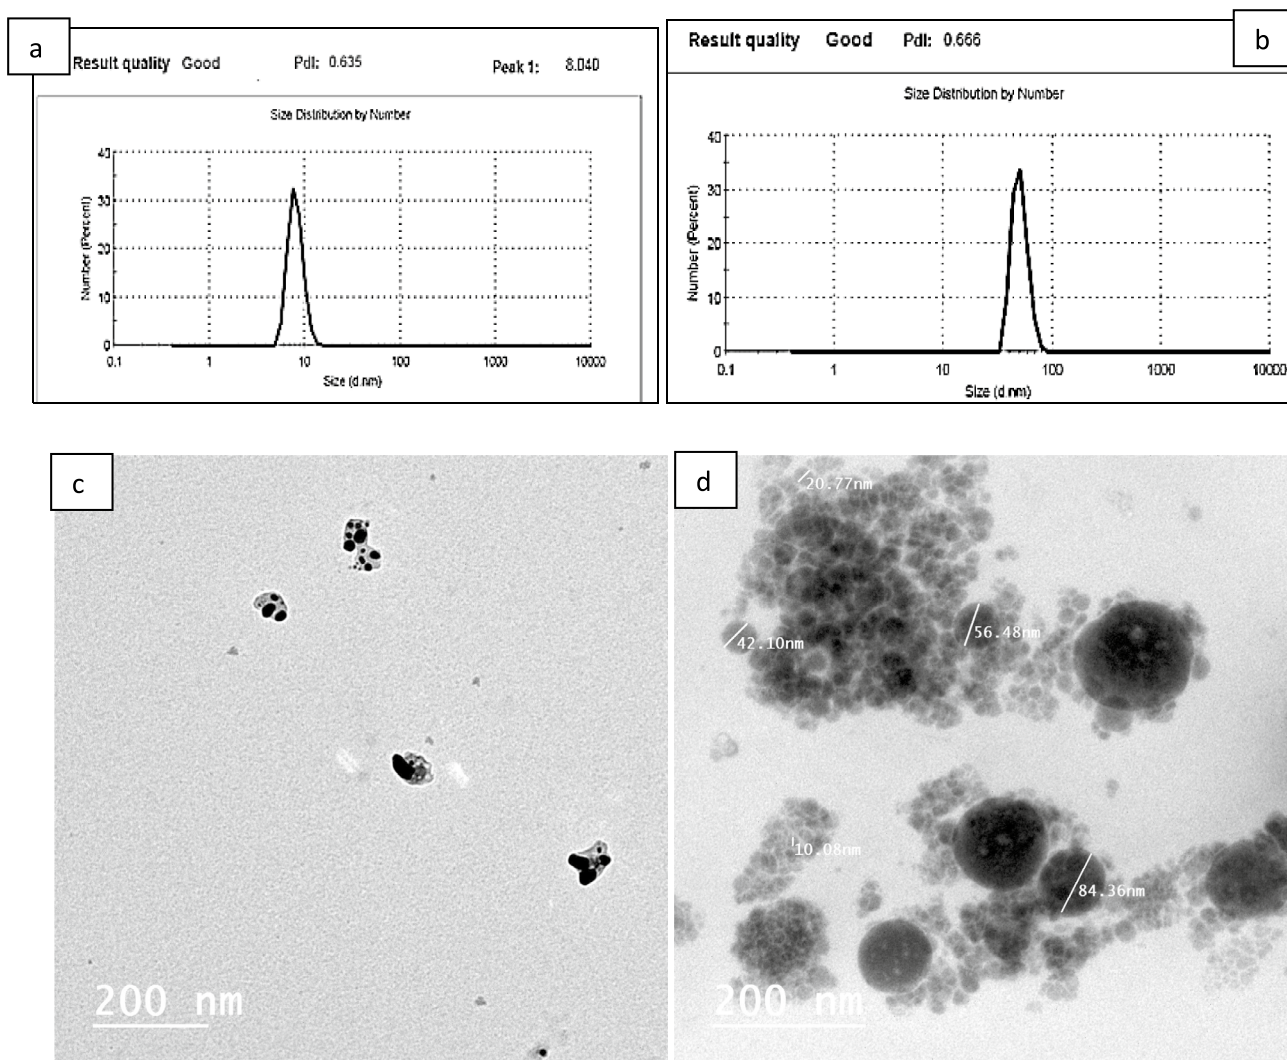 a
Result quality Good PdI: 0.635 Peak 1: 8.040
Size Distribution by Number
Number (Percent)
40
30
20
10
0
0.1 1 10 100 1000 10000
Size (d.nm)
b
Result quality Good PdI: 0.666
Size Distribution by Number
Number (Percent)
40
30
20
10
0
0.1 1 10 100 1000 10000
Size (d.nm)
c
200 nm
d
20.77nm
42.10nm
56.48nm
10.08nm
84.36nm
200 nm